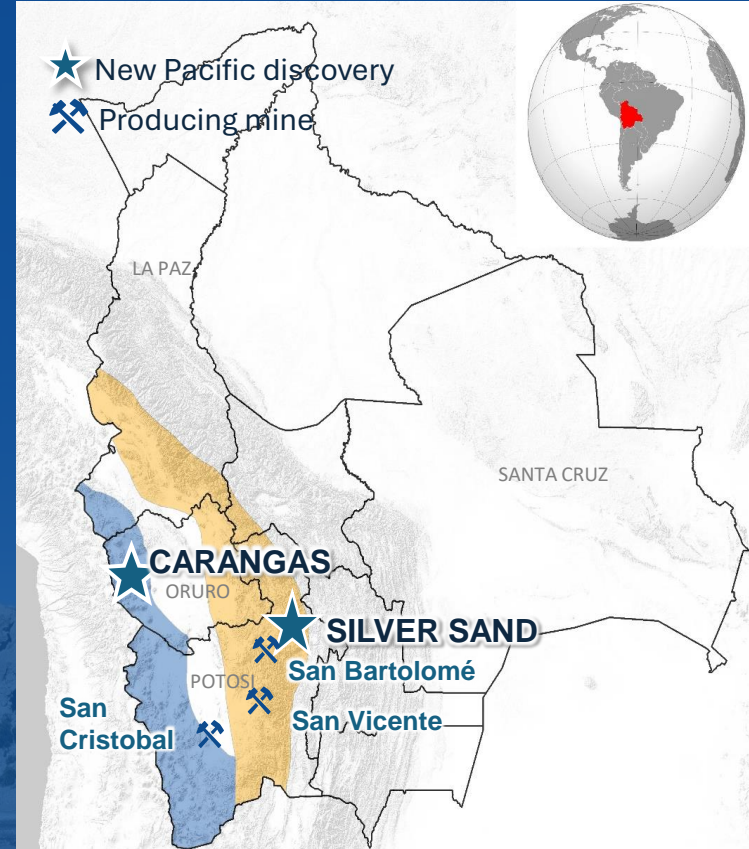 New Pacific discovery
Producing mine
LA PAZ
SANTA CRUZ
CARANGAS
ORURO
SILVER SAND
San Bartolomé
POTOSI
San Vicente
San
Cristobal